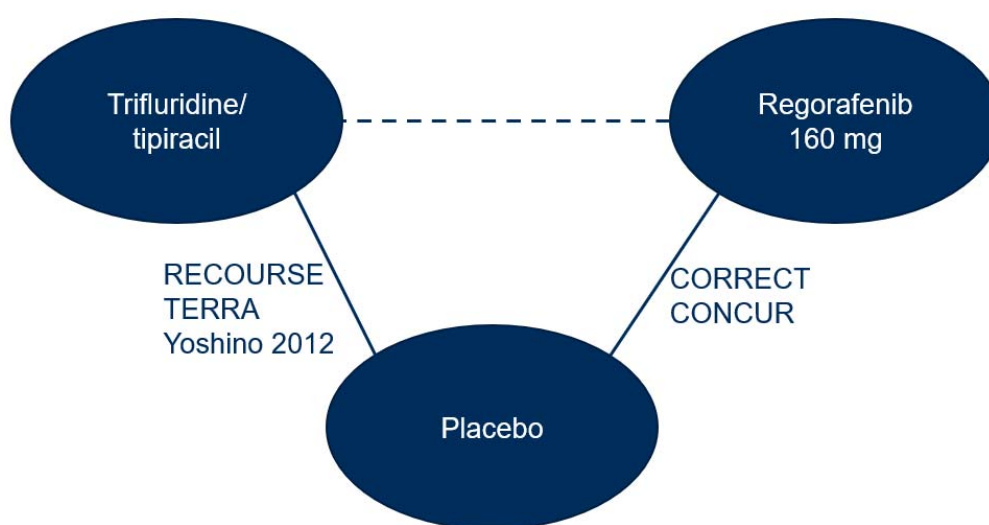 Trifluridine/
tipiracil
Regorafenib
160 mg
RECOURSE
TERRA
Yoshino 2012
CORRECT
CONCUR
Placebo